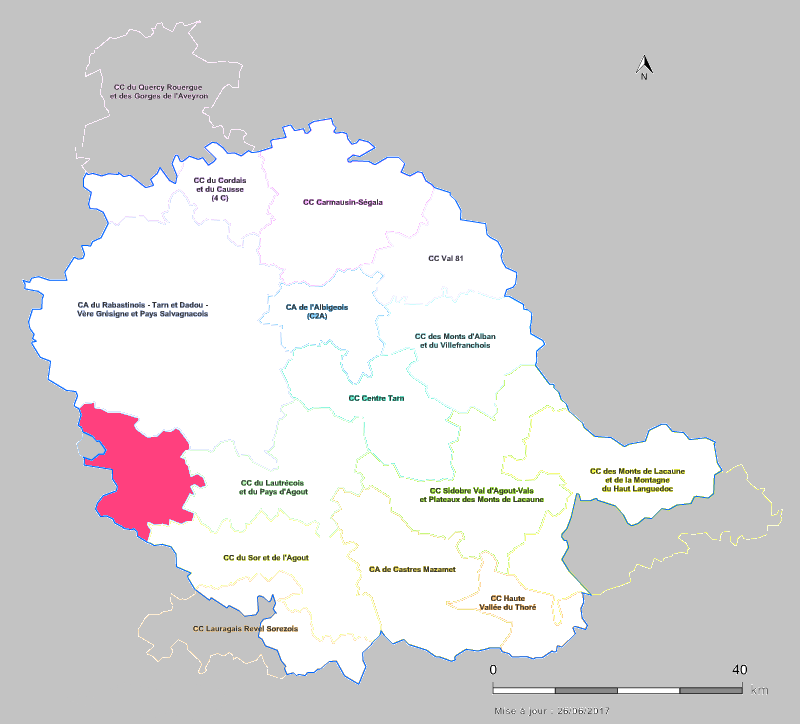 CC du Quercy Rouergue
et des Gorges de l'Aveyron
N
CC du Cordais
et du Causse
(4 C)
CC Carmausin-Ségala
CC Val 81
CA du Rabastinois - Tarn et Dadou -
Vère Grésigne et Pays Salvagnacois
CA de l'Albigeois
(C2A)
CC des Monts d'Alban
et du Villefranchois
CC Centre Tarn
CC des Monts de Lacaune
et de la Montagne
du Haut Languedoc
CC du Lautrécois
et du Pays d'Agout
CC Sidobre Val d'Agout-Vals
et Plateaux des Monts de Lacaune
CC du Sor et de l'Agout
CA de Castres Mazamet
CC Haute
Vallée du Thoré
CC Lauragais Revel Sorezois
0 40
km
Mise à jour : 26/06/2017